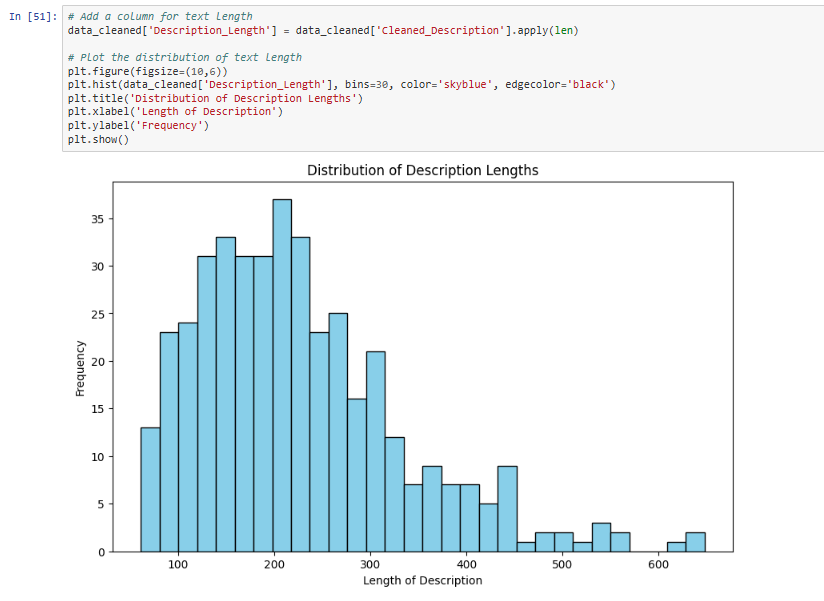 In [51]: # Add a column for text length
data_cleaned['Description_Length'] = data_cleaned['Cleaned_Description'].apply(len)
# Plot the distribution of text length
plt.figure(figsize=(10,6))
plt.hist(data_cleaned['Description_Length'], bins=30, color='skyblue', edgecolor='black')
plt.title('Distribution of Description Lengths')
plt.xlabel('Length of Description')
plt.ylabel('Frequency')
plt.show()
Distribution of Description Lengths
35
30
25
20
15
10
5
0
Frequency
100 200 300 400 500 600
Length of Description